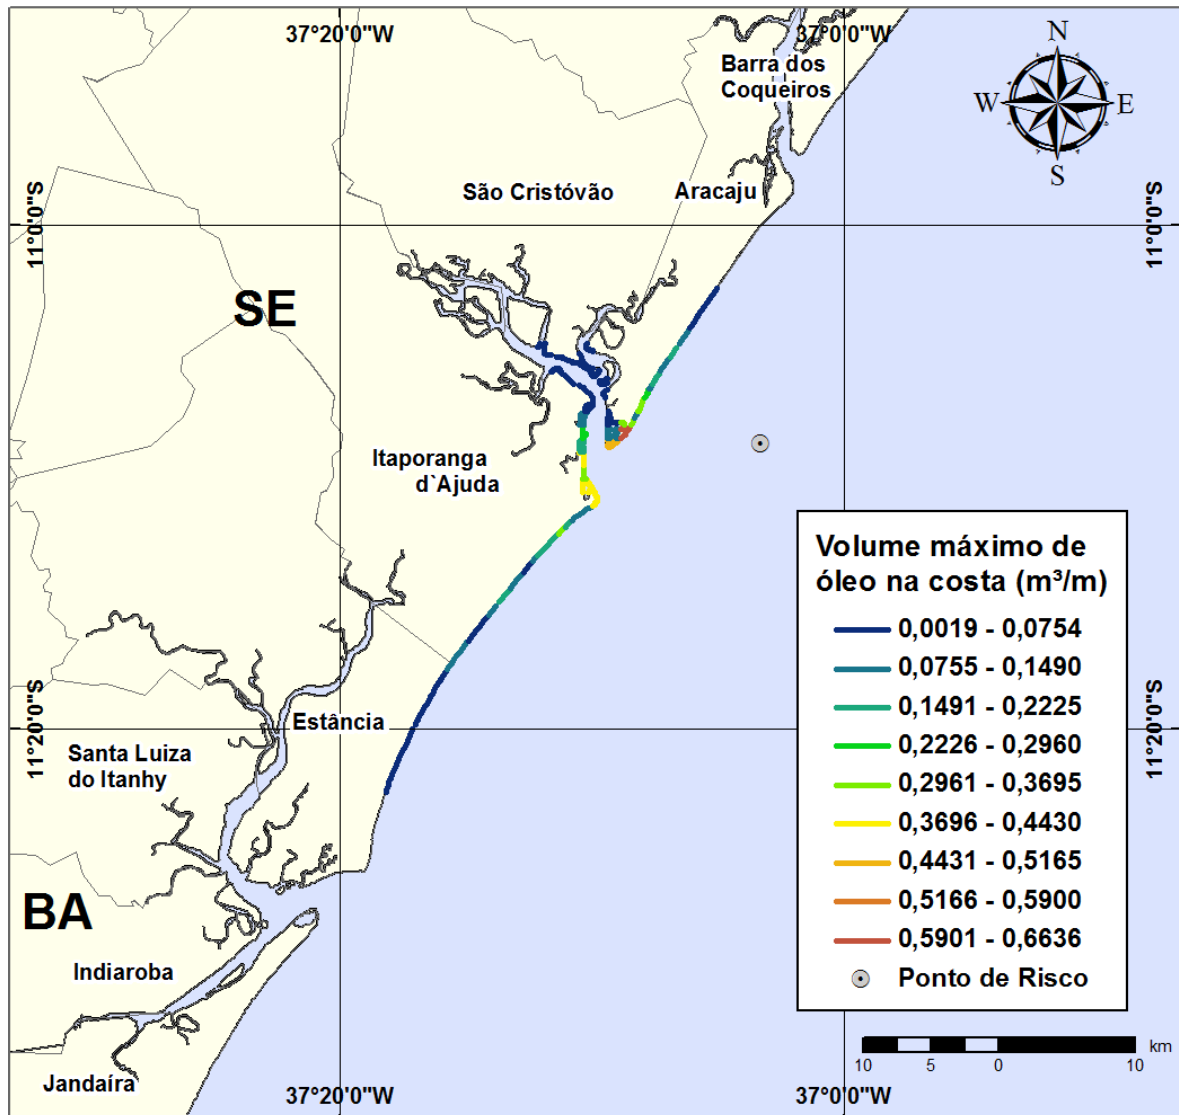 37°20'0"W
37°0'0"W
Barra dos
Coqueiros
N
W
E
S
São Cristóvão
Aracaju
11°0'0"S
11°0'0"S
SE
Itaporanga
d`Ajuda
Volume máximo de
óleo na costa (m³/m)
0,0019 - 0,0754
0,0755 - 0,1490
0,1491 - 0,2225
0,2226 - 0,2960
0,2961 - 0,3695
0,3696 - 0,4430
0,4431 - 0,5165
0,5166 - 0,5900
0,5901 - 0,6636
Ponto de Risco
Estância
11°20'0"S
11°20'0"S
Santa Luiza
do Itanhy
BA
Indiaroba
Jandaíra
10 5 0 10 km
37°20'0"W
37°0'0"W